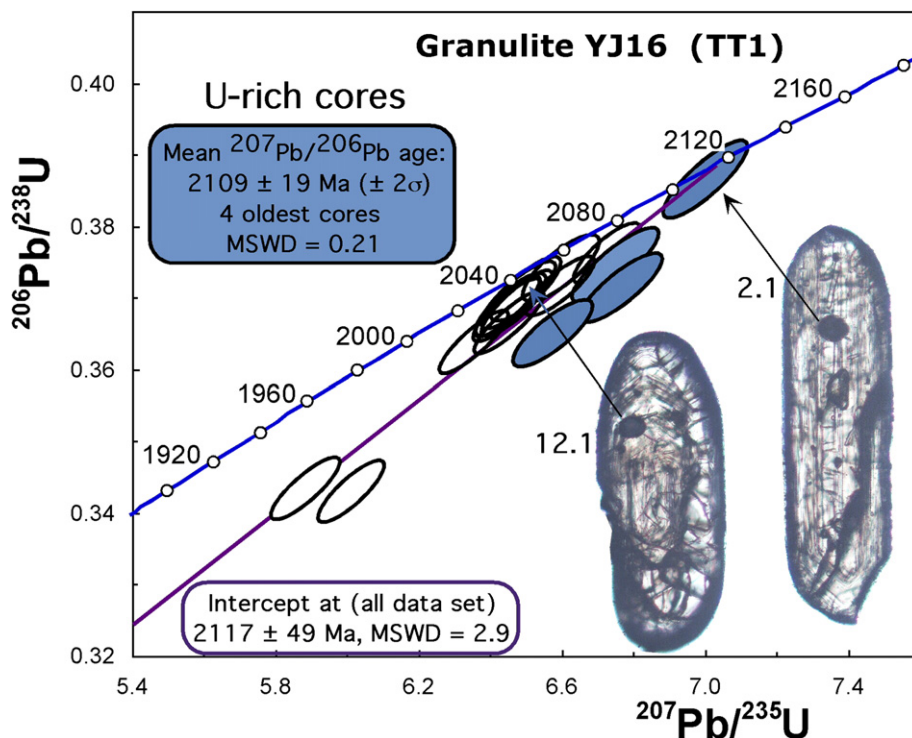 Granulite YJ16 (TT1)
U-rich cores
Mean ²⁰⁷Pb/²⁰⁶Pb age:
2109 ± 19 Ma (± 2σ)
4 oldest cores
MSWD = 0.21
0.40
0.38
0.36
0.34
0.32
²⁰⁶Pb/²³⁸U
2160
2120
2080
2040
2000
1960
1920
2.1
12.1
Intercept at (all data set)
2117 ± 49 Ma, MSWD = 2.9
5.4
5.8
6.2
6.6
7.0
7.4
²⁰⁷Pb/²³⁵U